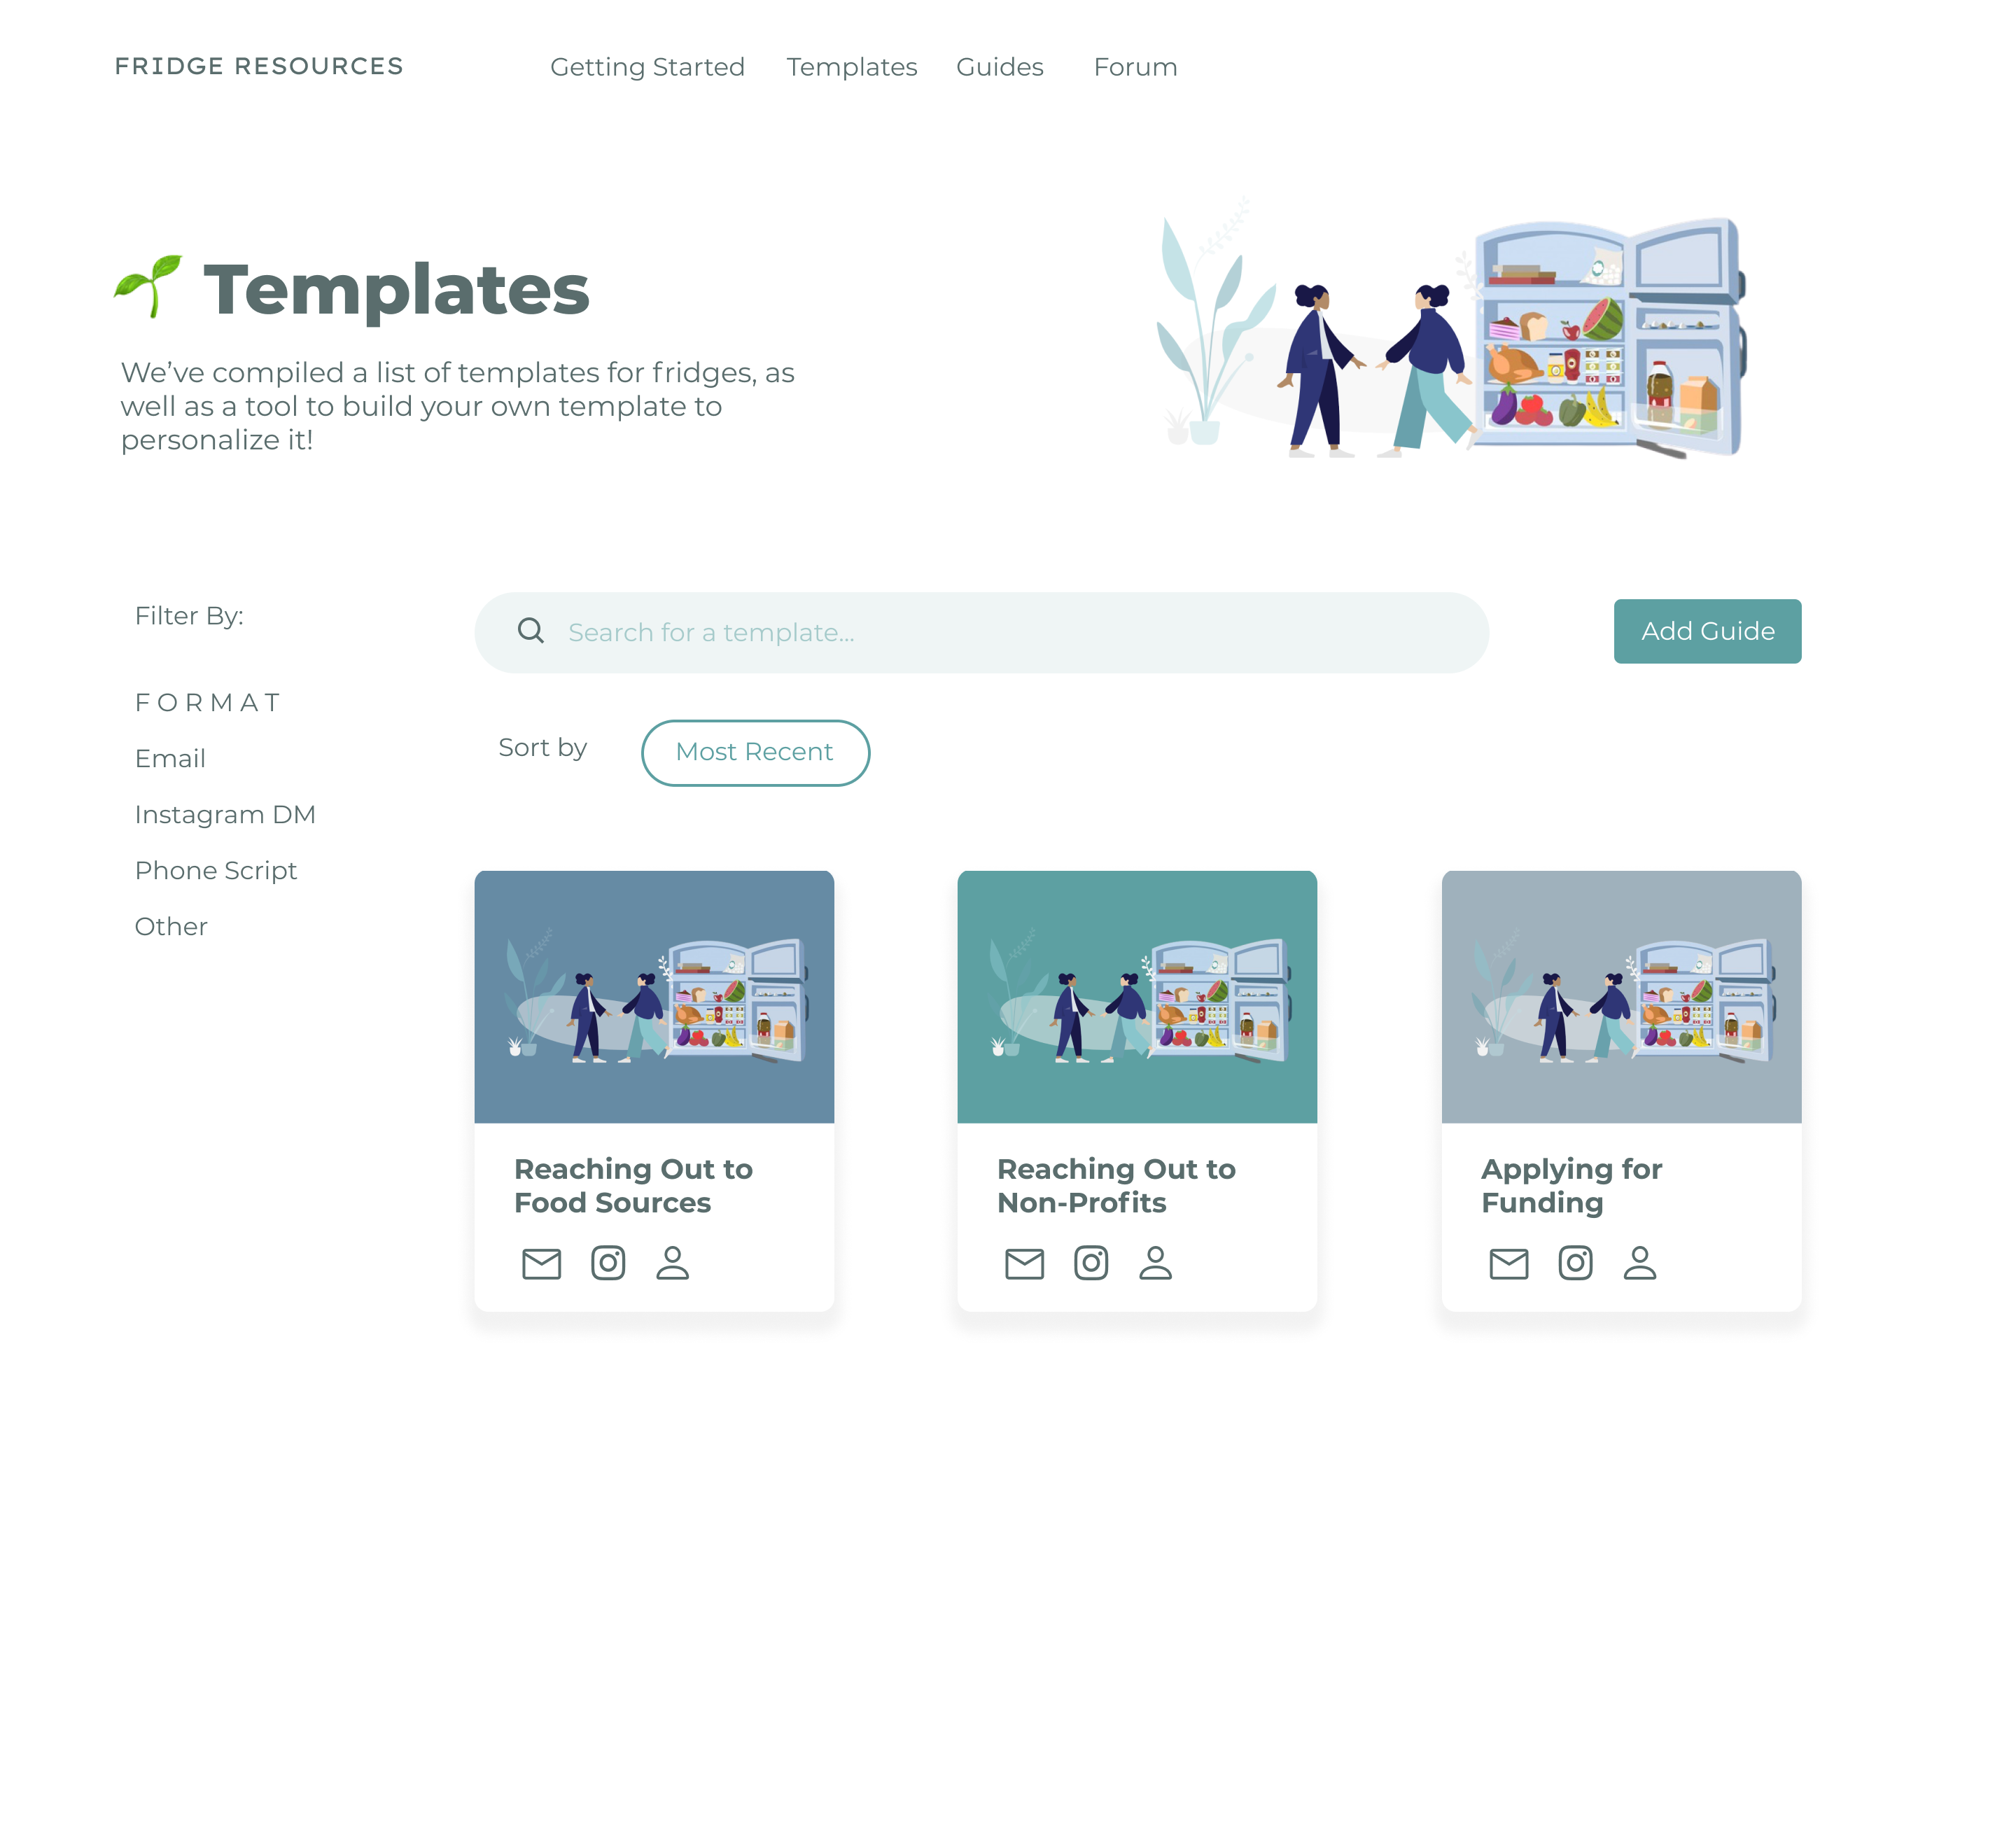 FRIDGE RESOURCES
Getting Started
Templates
Guides
Forum
Templates
We’ve compiled a list of templates for fridges, as
well as a tool to build your own template to
personalize it!
Filter By:
FORMAT
Email
Instagram DM
Phone Script
Other
Search for a template...
Add Guide
Sort by
Most Recent
Reaching Out to
Food Sources
Reaching Out to
Non-Profits
Applying for
Funding